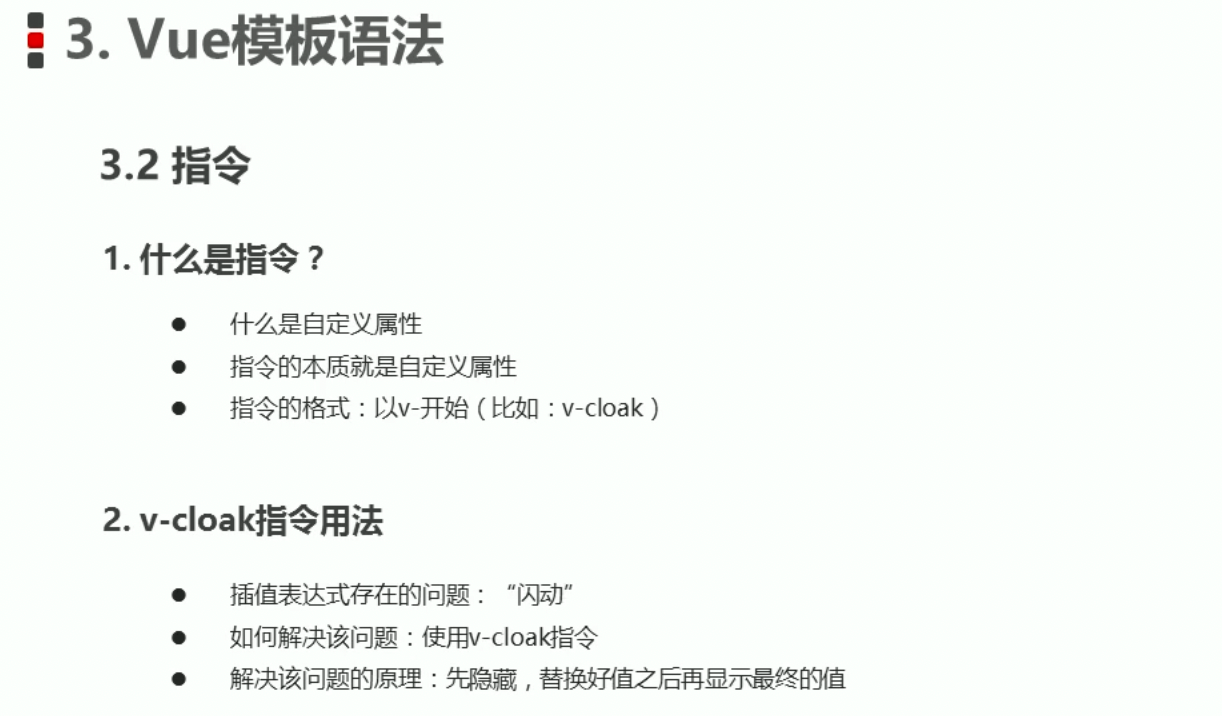 3. Vue模板语法
3.2 指令
1. 什么是指令？
● 什么是自定义属性
● 指令的本质就是自定义属性
● 指令的格式：以v-开始（比如：v-cloak）
2. v-cloak指令用法
● 插值表达式存在的问题：“闪动”
● 如何解决该问题：使用v-cloak指令
● 解决该问题的原理：先隐藏，替换好值之后再显示最终的值